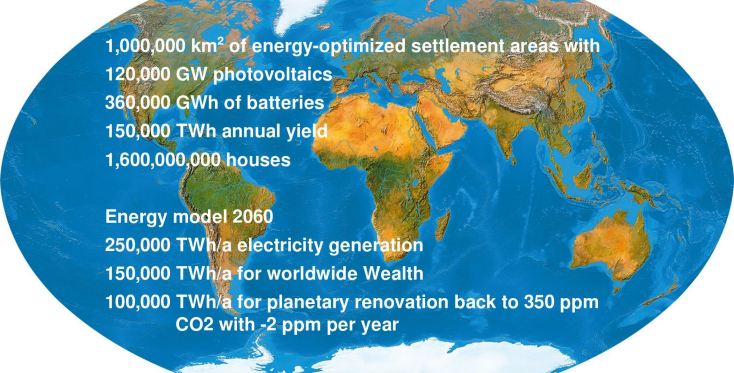 1,000,000 km² of energy-optimized settlement areas with
120,000 GW photovoltaics
360,000 GWh of batteries
150,000 TWh annual yield
1,600,000,000 houses
Energy model 2060
250,000 TWh/a electricity generation
150,000 TWh/a for worldwide Wealth
100,000 TWh/a for planetary renovation back to 350 ppm
CO2 with -2 ppm per year